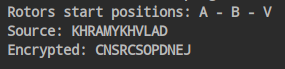 Rotors start positions: A - B - V
Source: KHRAMYKHVLAD
Encrypted: CNSRCSOPDNEJ